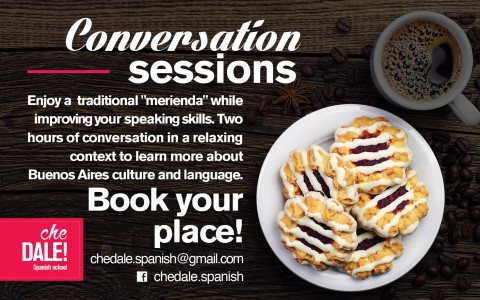 Conversation
sessions
Enjoy a traditional "merienda" while
improving your speaking skills. Two
hours of conversation in a relaxing
context to learn more about
Buenos Aires culture and language.
Book your
place!
chedale.spanish@gmail.com
chedale.spanish
che
DALE!
Spanish school